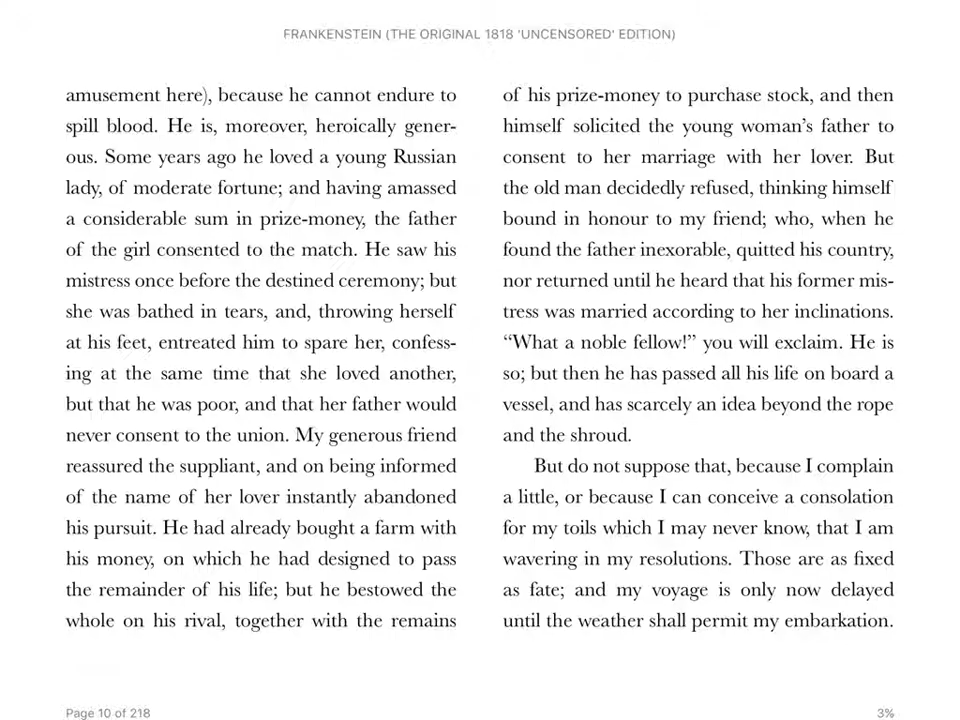 FRANKENSTEIN (THE ORIGINAL 1818 'UNCENSORED' EDITION)
amusement here), because he cannot endure to
spill blood. He is, moreover, heroically gener-
ous. Some years ago he loved a young Russian
lady, of moderate fortune; and having amassed
a considerable sum in prize-money, the father
of the girl consented to the match. He saw his
mistress once before the destined ceremony; but
she was bathed in tears, and, throwing herself
at his feet, entreated him to spare her, confess-
ing at the same time that she loved another,
but that he was poor, and that her father would
never consent to the union. My generous friend
reassured the suppliant, and on being informed
of the name of her lover instantly abandoned
his pursuit. He had already bought a farm with
his money, on which he had designed to pass
the remainder of his life; but he bestowed the
whole on his rival, together with the remains
of his prize-money to purchase stock, and then
himself solicited the young woman’s father to
consent to her marriage with her lover. But
the old man decidedly refused, thinking himself
bound in honour to my friend; who, when he
found the father inexorable, quitted his country,
nor returned until he heard that his former mis-
tress was married according to her inclinations.
“What a noble fellow!” you will exclaim. He is
so; but then he has passed all his life on board a
vessel, and has scarcely an idea beyond the rope
and the shroud.
But do not suppose that, because I complain
a little, or because I can conceive a consolation
for my toils which I may never know, that I am
wavering in my resolutions. Those are as fixed
as fate; and my voyage is only now delayed
until the weather shall permit my embarkation.
Page 10 of 218
3%